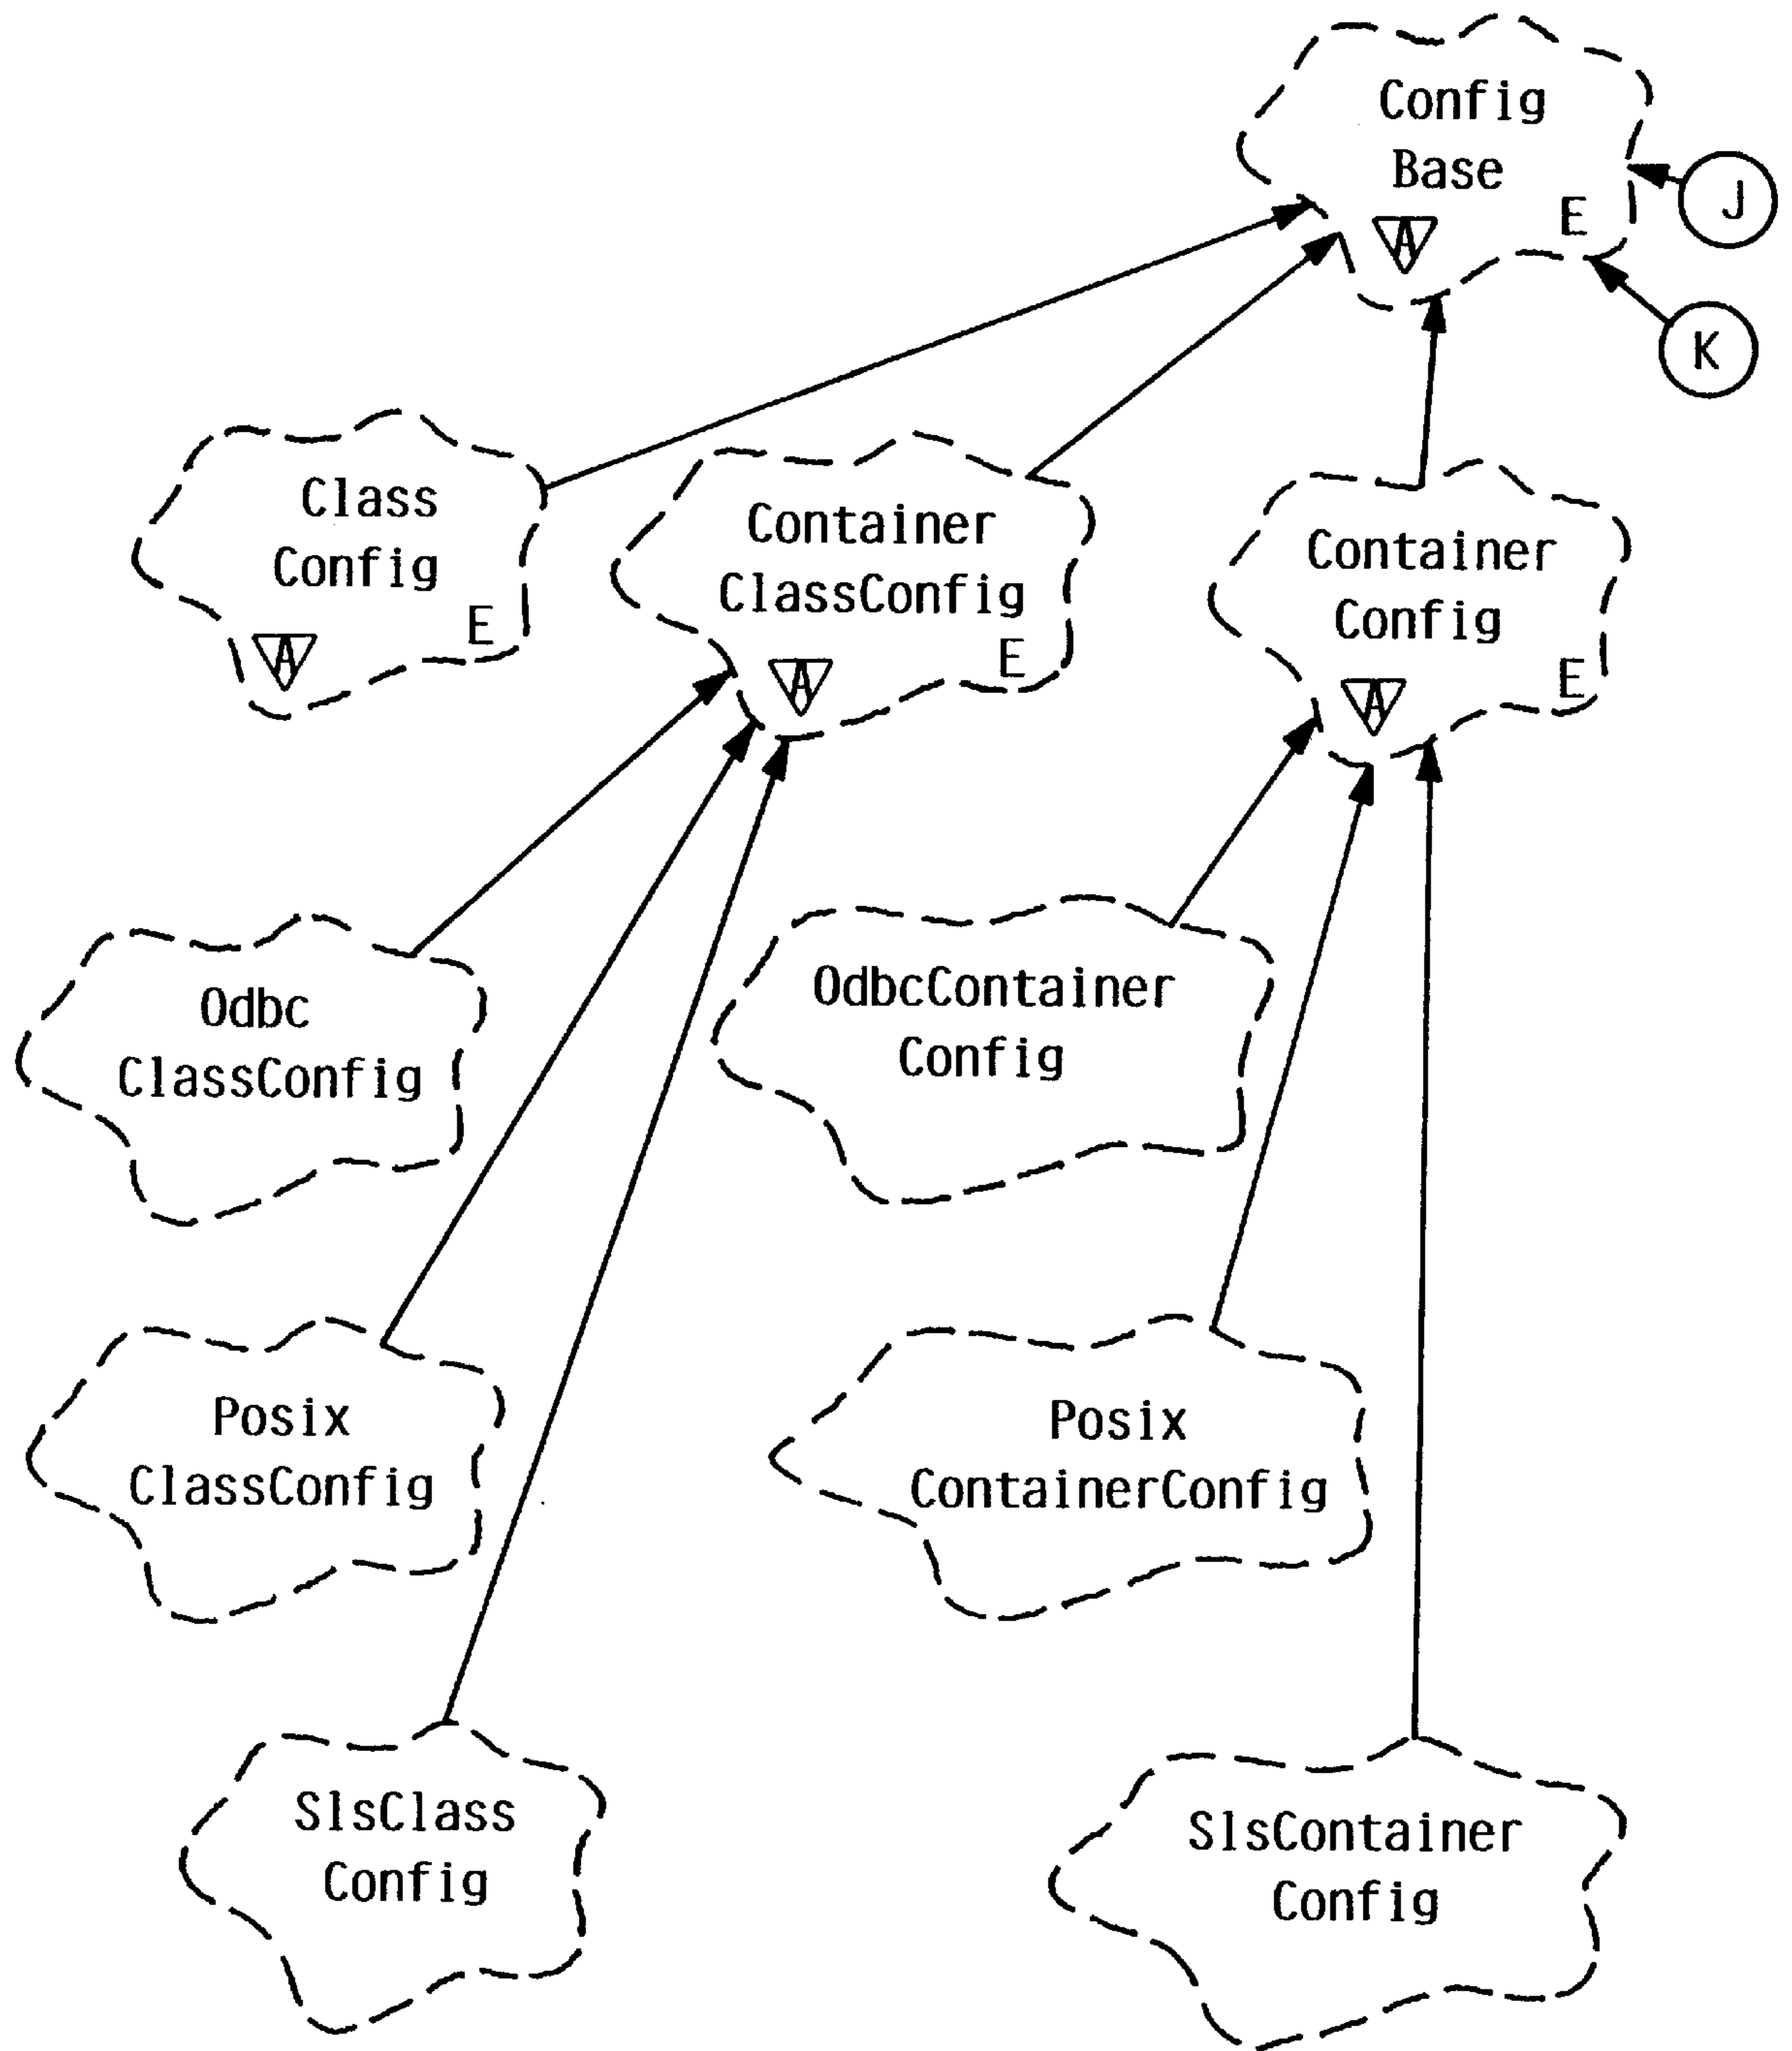 Config
Base
A
E
J
K
Class
Config
A
E
Container
ClassConfig
A
E
Container
Config
A
E
Odbc
ClassConfig
OdbcContainer
Config
Posix
ClassConfig
Posix
ContainerConfig
SlsClass
Config
SlsContainer
Config